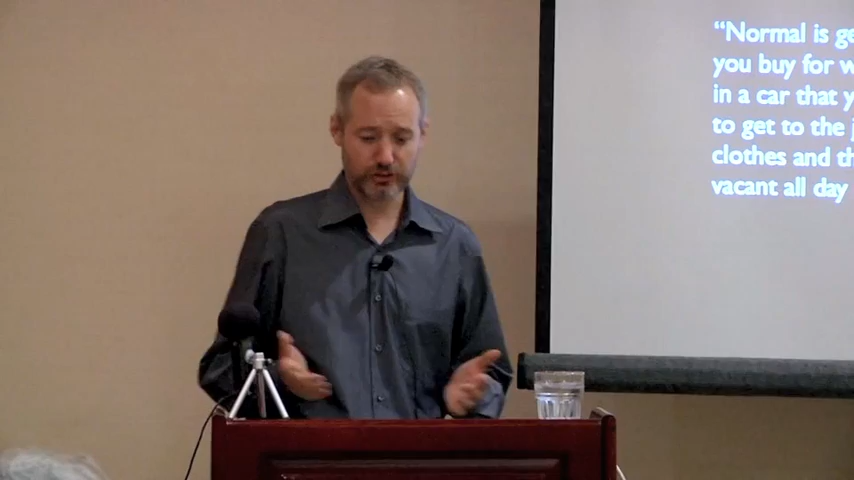 “Normal is ge
you buy for w
in a car that y
to get to the j
clothes and th
vacant all day